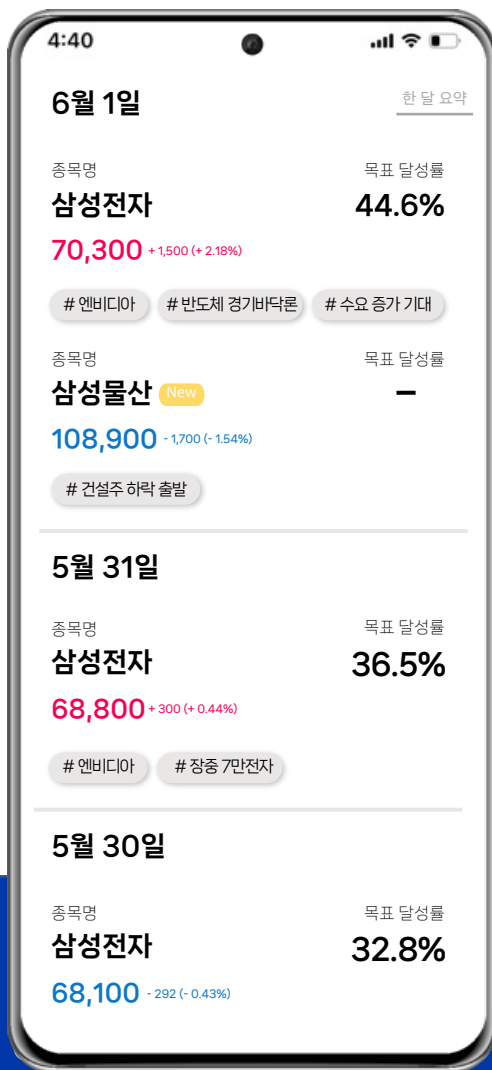 4:40
6월 1일
한 달 요약
종목명 목표 달성률
삼성전자 44.6%
70,300 + 1,500 (+ 2.18%)
# 엔비디아 # 반도체 경기바닥론 # 수요 증가 기대
종목명 목표 달성률
삼성물산 New –
108,900 - 1,700 (- 1.54%)
# 건설주 하락 출발
5월 31일
종목명 목표 달성률
삼성전자 36.5%
68,800 + 300 (+ 0.44%)
# 엔비디아 # 장중 7만전자
5월 30일
종목명 목표 달성률
삼성전자 32.8%
68,100 - 292 (- 0.43%)